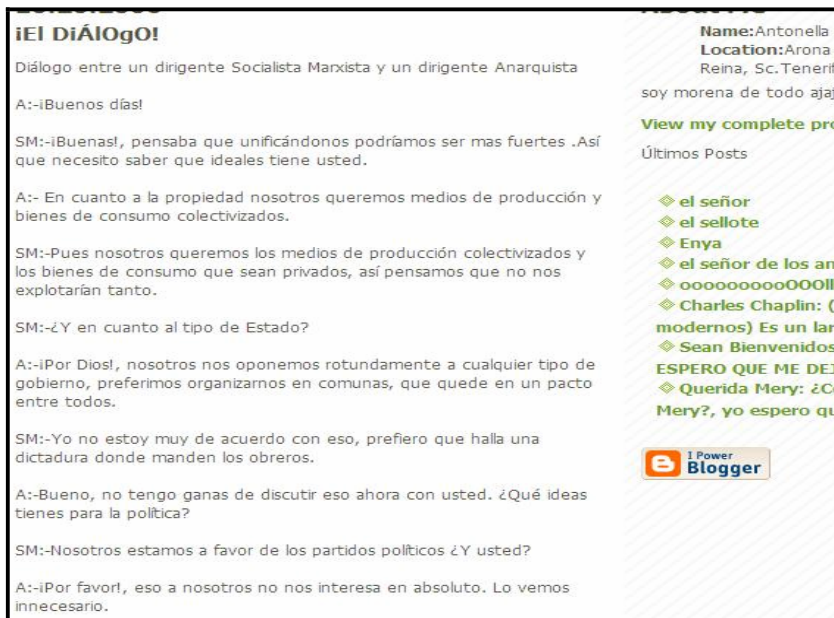 ¡El DiÁlOgO!
Diálogo entre un dirigente Socialista Marxista y un dirigente Anarquista
A:-¡Buenos días!
SM:-¡Buenas!, pensaba que unificándonos podríamos ser mas fuertes .Así
que necesito saber que ideales tiene usted.
A:- En cuanto a la propiedad nosotros queremos medios de producción y
bienes de consumo colectivizados.
SM:-Pues nosotros queremos los medios de producción colectivizados y
los bienes de consumo que sean privados, así pensamos que no nos
explotarían tanto.
SM:-¿Y en cuanto al tipo de Estado?
A:-¡Por Dios!, nosotros nos oponemos rotundamente a cualquier tipo de
gobierno, preferimos organizarnos en comunas, que quede en un pacto
entre todos.
SM:-Yo no estoy muy de acuerdo con eso, prefiero que halla una
dictadura donde manden los obreros.
A:-Bueno, no tengo ganas de discutir eso ahora con usted. ¿Qué ideas
tienes para la política?
SM:-Nosotros estamos a favor de los partidos políticos ¿Y usted?
A:-¡Por favor!, eso a nosotros no nos interesa en absoluto. Lo vemos
innecesario.
Name:Antonella
Location:Arona
Reina, Sc.Tenerif
soy morena de todo ajaj
View my complete pro
Últimos Posts
el señor
el sellote
Enya
el señor de los an
oooooooooOOOll
Charles Chaplin: (
modernos) Es un lar
Sean Bienvenidos
ESPERO QUE ME DEJ
Querida Mery: ¿Co
Mery?, yo espero qu
I Power
Blogger